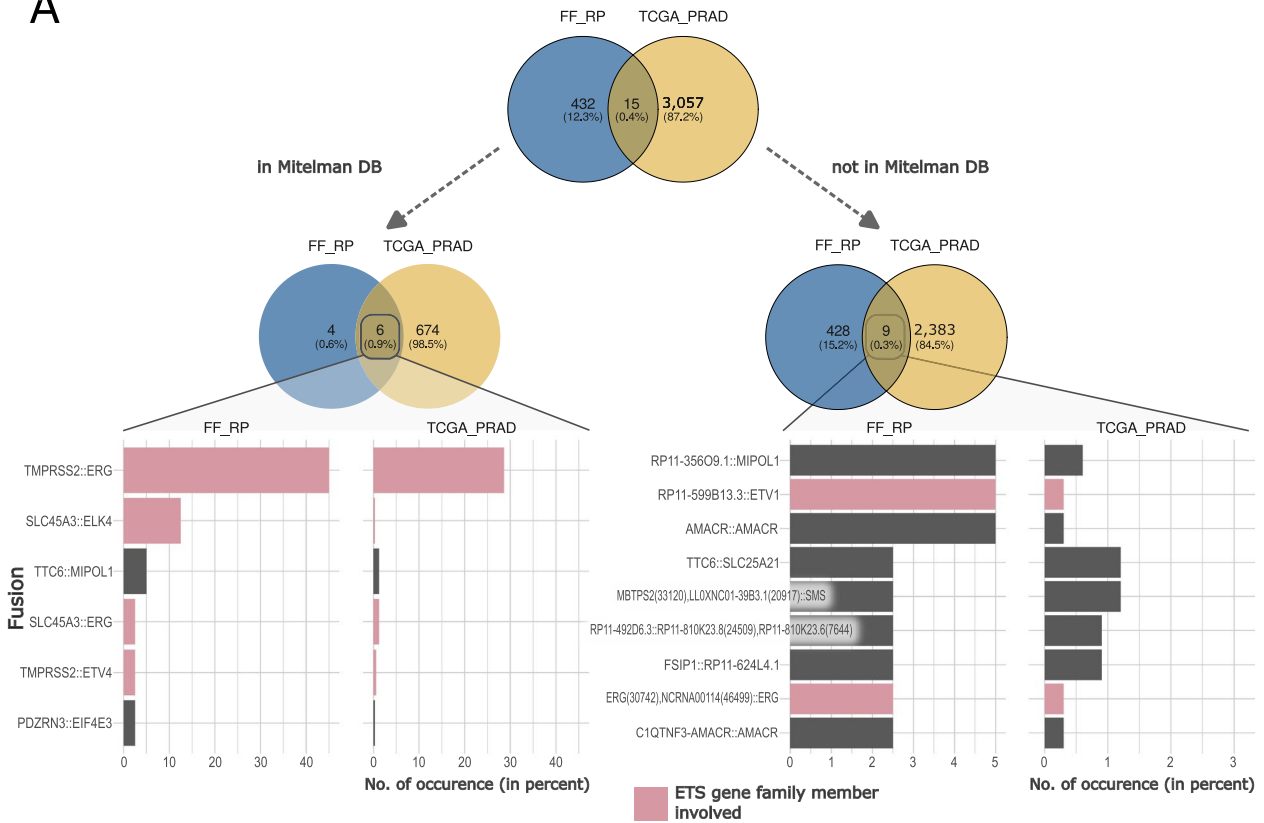 A
FF_RP TCGA_PRAD
432 15 3,057
(12.3%) (0.4%) (87.2%)
in Mitelman DB
not in Mitelman DB
FF_RP TCGA_PRAD
4 6 674
(0.6%) (0.9%) (98.5%)
FF_RP TCGA_PRAD
428 9 2,383
(15.2%) (0.3%) (84.5%)
FF_RP TCGA_PRAD
Fusion
TMPRSS2::ERG
SLC45A3::ELK4
TTC6::MIPOL1
SLC45A3::ERG
TMPRSS2::ETV4
PDZRN3::EIF4E3
0 10 20 30 40 0 10 20 30 40
No. of occurence (in percent)
FF_RP TCGA_PRAD
RP11-356O9.1::MIPOL1
RP11-599B13.3::ETV1
AMACR::AMACR
TTC6::SLC25A21
MBTPS2(33120),LL0XNC01-39B3.1(20917)::SMS
RP11-492D6.3::RP11-810K23.8(24509),RP11-810K23.6(7644)
FSIP1::RP11-624L4.1
ERG(30742),NCRNA00114(46499)::ERG
C1QTNF3-AMACR::AMACR
0 1 2 3 4 5 0 1 2 3
No. of occurence (in percent)
ETS gene family member
involved